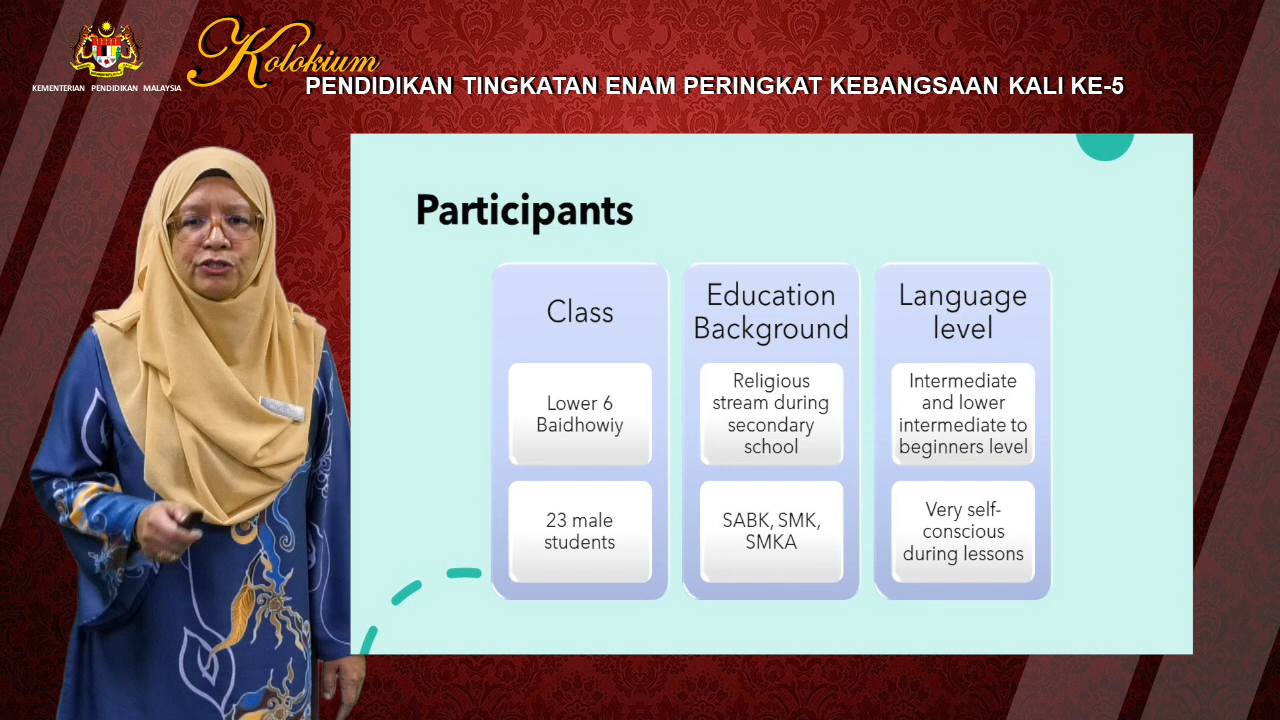 Kolokium
KEMENTERIAN PENDIDIKAN MALAYSIA
PENDIDIKAN TINGKATAN ENAM PERINGKAT KEBANGSAAN KALI KE-5
Participants
Class
Lower 6
Baidhowiy
23 male
students
Education
Background
Religious
stream during
secondary
school
SABK, SMK,
SMKA
Language
level
Intermediate
and lower
intermediate to
beginners level
Very self-
conscious
during lessons